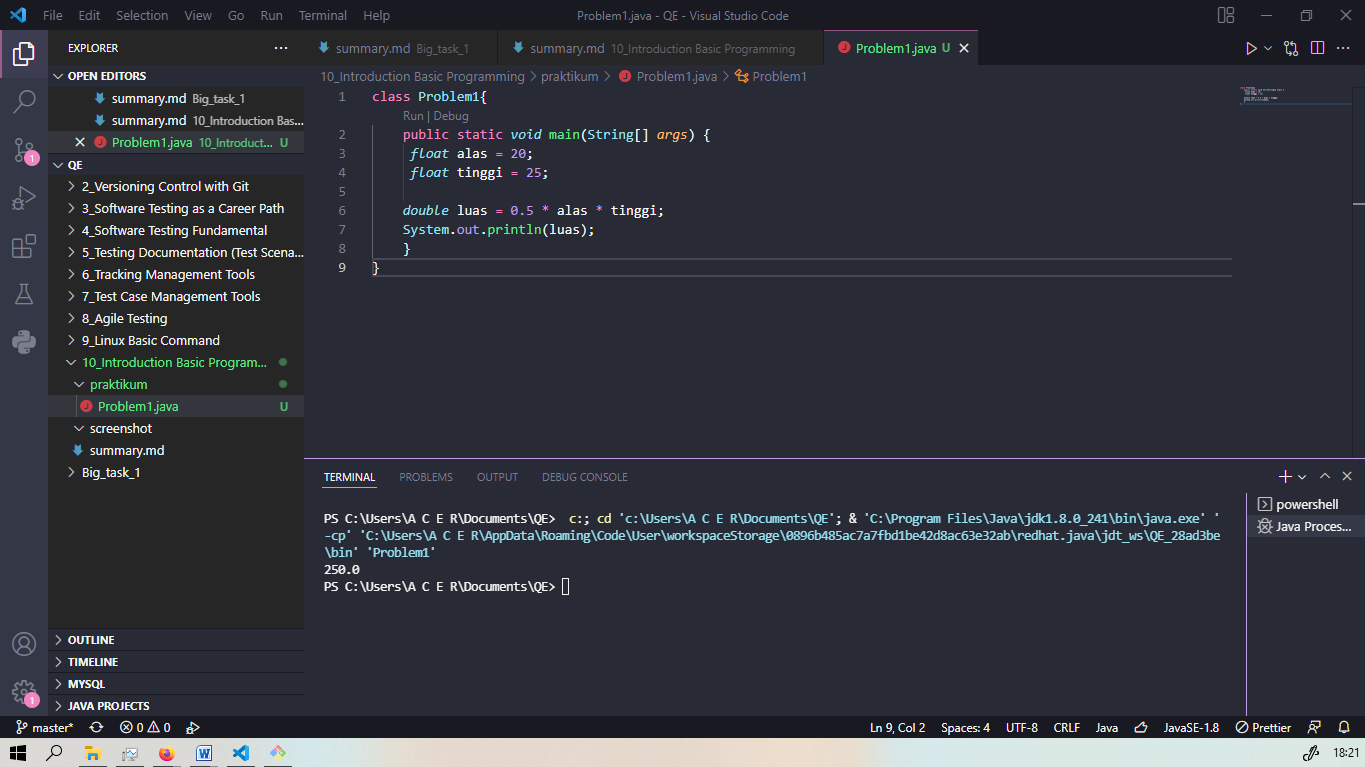 File Edit Selection View Go Run Terminal Help Problem1.java - QE - Visual Studio Code
EXPLORER
OPEN EDITORS
summary.md Big_task_1
summary.md 10_Introduction Bas...
Problem1.java 10_Introduct... U
QE
2_Versioning Control with Git
3_Software Testing as a Career Path
4_Software Testing Fundamental
5_Testing Documentation (Test Scena...
6_Tracking Management Tools
7_Test Case Management Tools
8_Agile Testing
9_Linux Basic Command
10_Introduction Basic Program...
praktikum
Problem1.java U
screenshot
summary.md
Big_task_1
OUTLINE
TIMELINE
MYSQL
JAVA PROJECTS
1
1
summary.md Big_task_1 summary.md 10_Introduction Basic Programming Problem1.java U
10_Introduction Basic Programming > praktikum > Problem1.java > Problem1
1 class Problem1{
Run | Debug
2 public static void main(String[] args) {
3 float alas = 20;
4 float tinggi = 25;
5
6 double luas = 0.5 * alas * tinggi;
7 System.out.println(luas);
8 }
9 }
TERMINAL PROBLEMS OUTPUT DEBUG CONSOLE
PS C:\Users\A C E R\Documents\QE> c:; cd 'c:\Users\A C E R\Documents\QE'; & 'C:\Program Files\Java\jdk1.8.0_241\bin\java.exe' '
-cp' 'C:\Users\A C E R\AppData\Roaming\Code\User\workspaceStorage\0896b485ac7a7fbd1be42d8ac63e32ab\redhat.java\jdt_ws\QE_28ad3be
\bin' 'Problem1'
250.0
PS C:\Users\A C E R\Documents\QE>
powershell
Java Proces...
master* 0 0 Ln 9, Col 2 Spaces: 4 UTF-8 CRLF Java JavaSE-1.8 Prettier
18:21